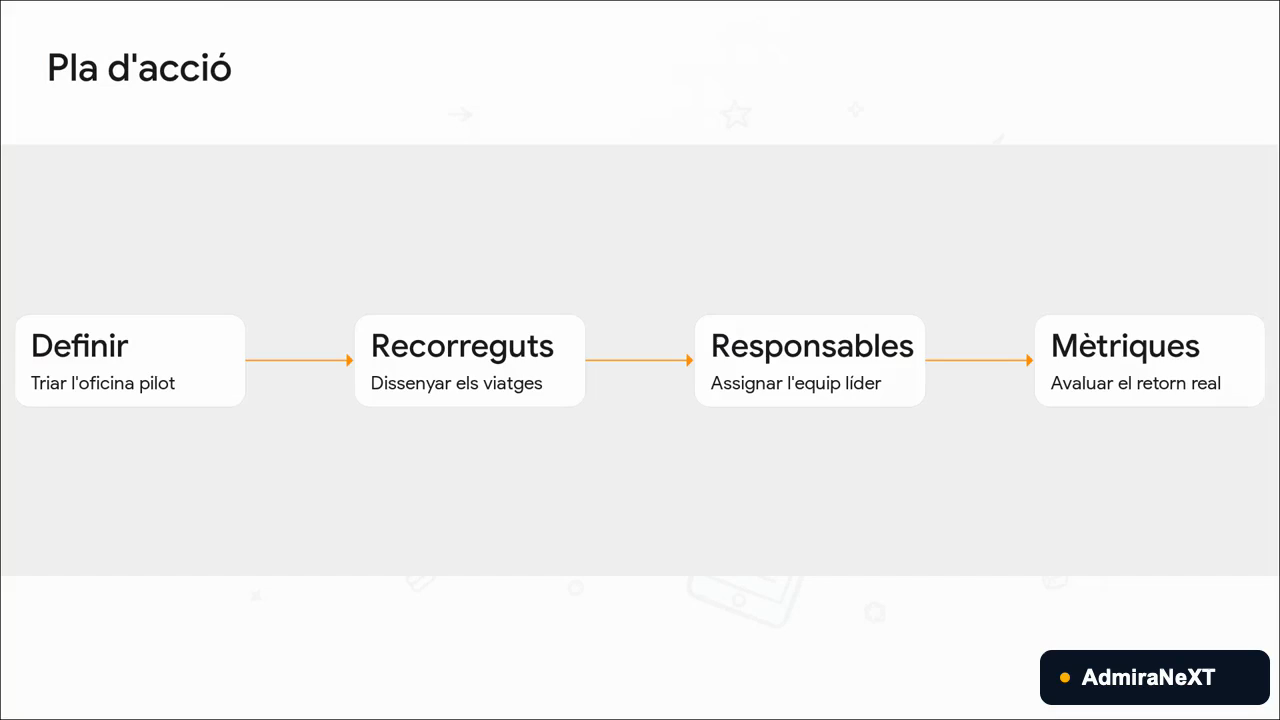 Pla d'acció
Definir
Triar l'oficina pilot
Recorreguts
Dissenyar els viatges
Responsables
Assignar l'equip líder
Mètriques
Avaluar el retorn real
AdmiraNeXT